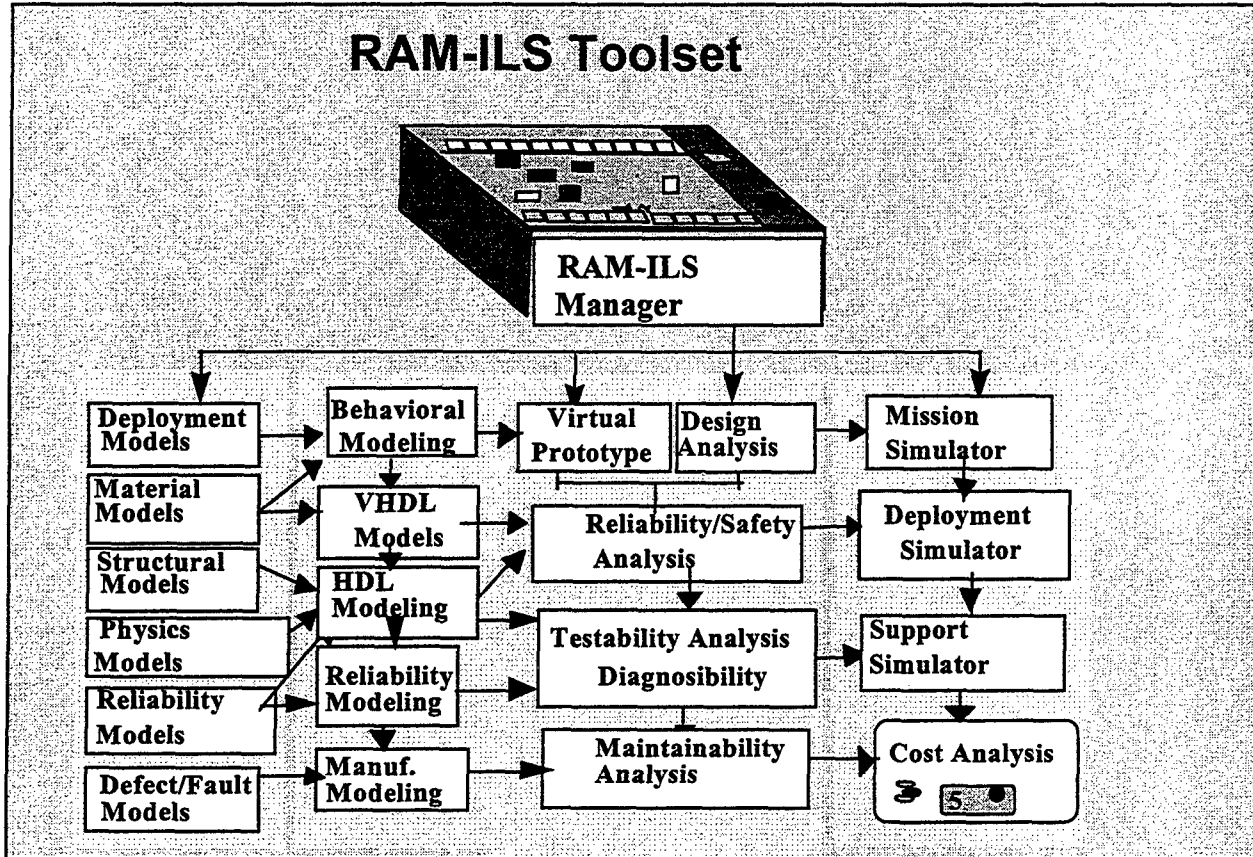 RAM-ILS Toolset
RAM-ILS
Manager
Deployment
Models
Material
Models
Structural
Models
Physics
Models
Reliability
Models
Defect/Fault
Models
Behavioral
Modeling
VHDL
Models
HDL
Modeling
Reliability
Modeling
Manuf.
Modeling
Virtual
Prototype
Design
Analysis
Reliability/Safety
Analysis
Testability Analysis
Diagnosibility
Maintainability
Analysis
Mission
Simulator
Deployment
Simulator
Support
Simulator
Cost Analysis
5